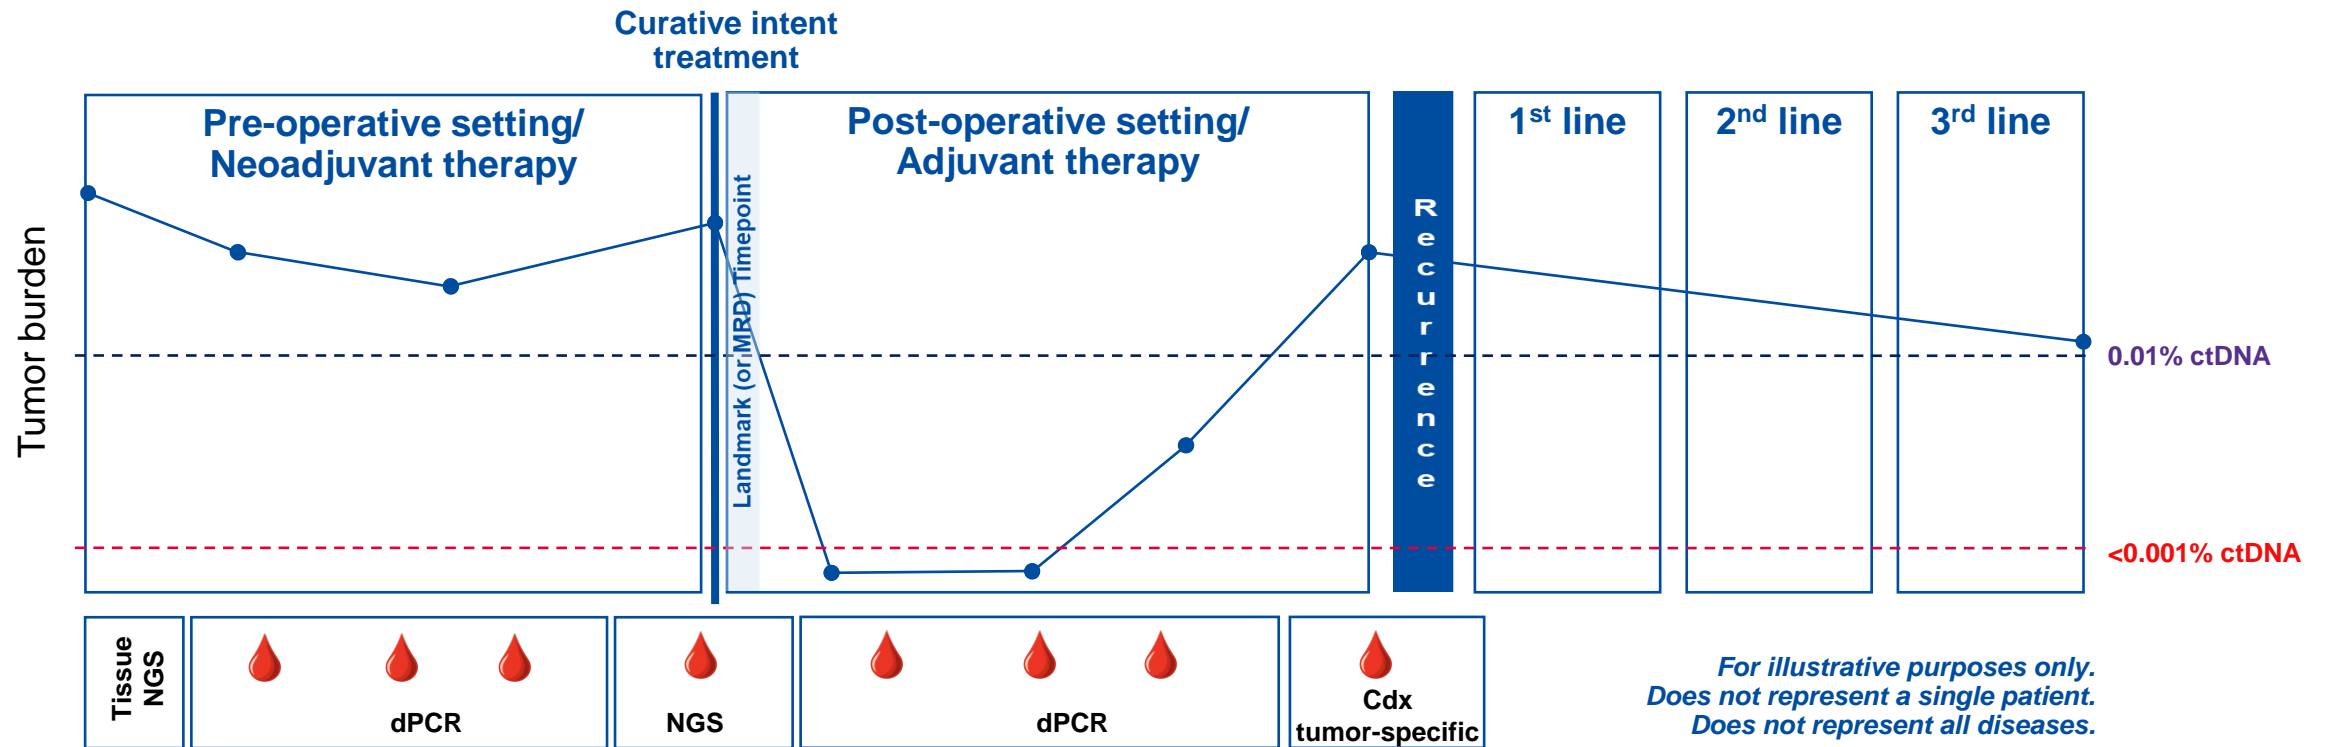 Curative intent
treatment
Pre-operative setting/
Neoadjuvant therapy
Landmark (or MRD) Timepoint
Post-operative setting/
Adjuvant therapy
Recurrence
1st line
2nd line
3rd line
Tumor burden
0.01% ctDNA
<0.001% ctDNA
Tissue
NGS
dPCR
NGS
dPCR
Cdx
tumor-specific
For illustrative purposes only.
Does not represent a single patient.
Does not represent all diseases.